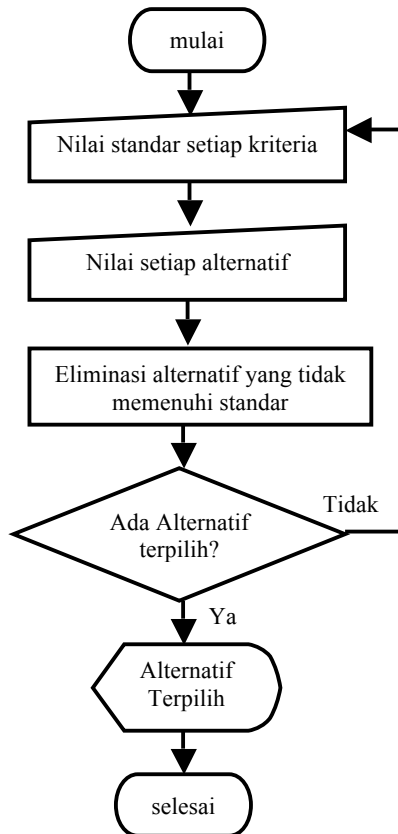 mulai
Nilai standar setiap kriteria
Nilai setiap alternatif
Eliminasi alternatif yang tidak
memenuhi standar
Ada Alternatif
terpilih?
Tidak
Ya
Alternatif
Terpilih
selesai